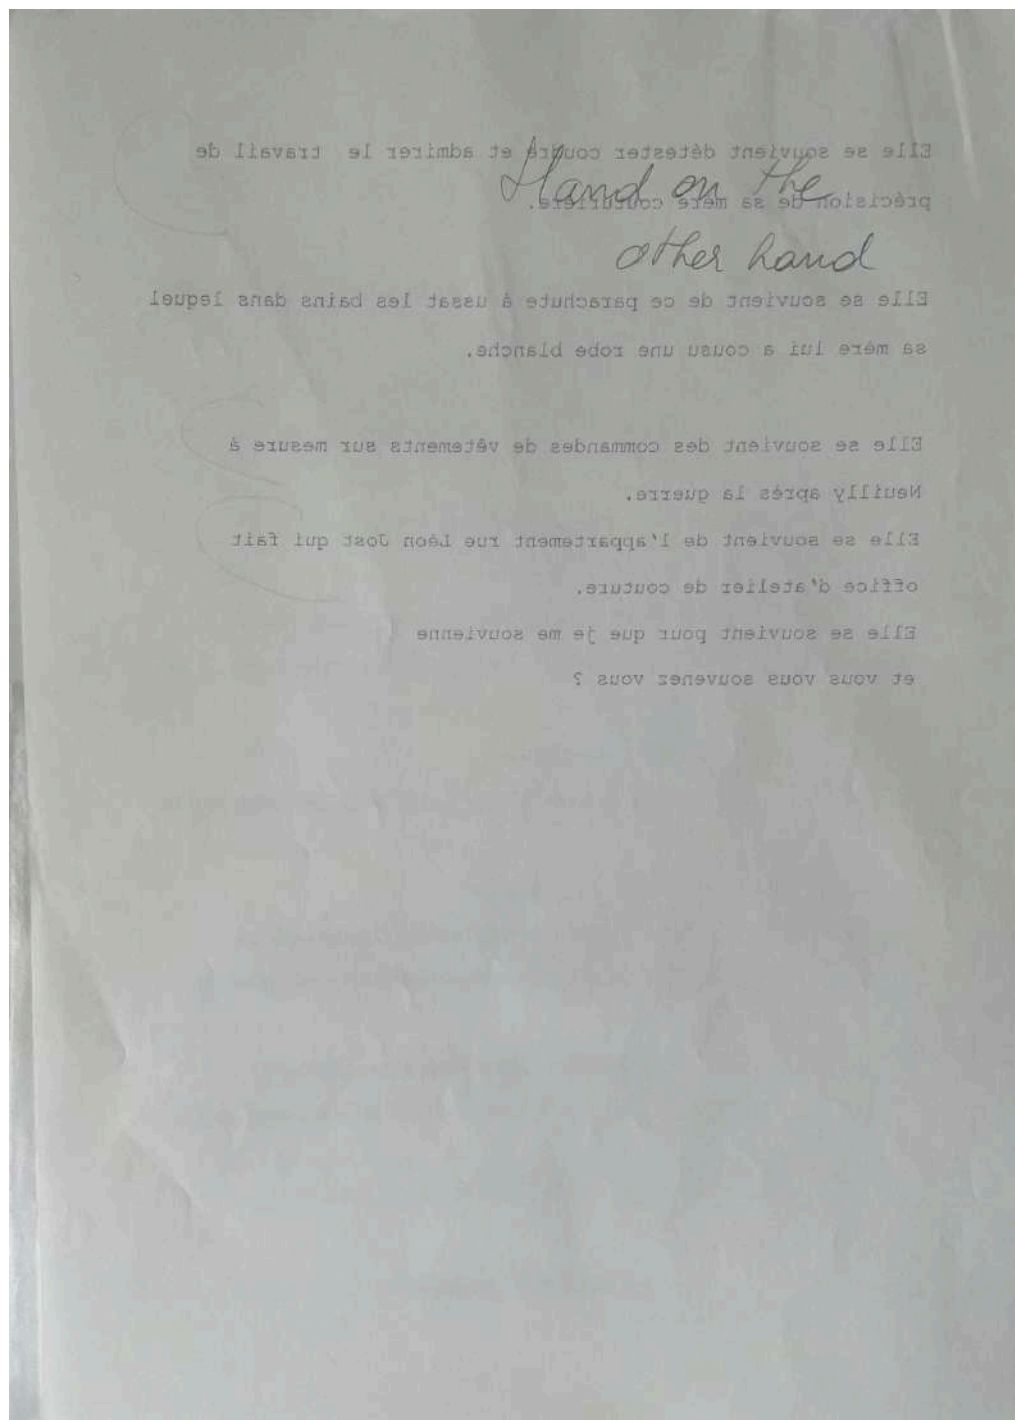 Elle se souvient détester coudre et admirer le travail de
Hand on the
précision de sa mère couturière.
other hand
Elle se souvient de ce parachute à ussat les bains dans lequel
sa mère lui a cousu une robe blanche.
Elle se souvient des commandes de vêtements sur mesure à
Neuilly après la guerre.
Elle se souvient de l'appartement rue Léon Jost qui fait
office d'atelier de couture.
Elle se souvient pour que je me souvienne
et vous vous souvenez vous ?